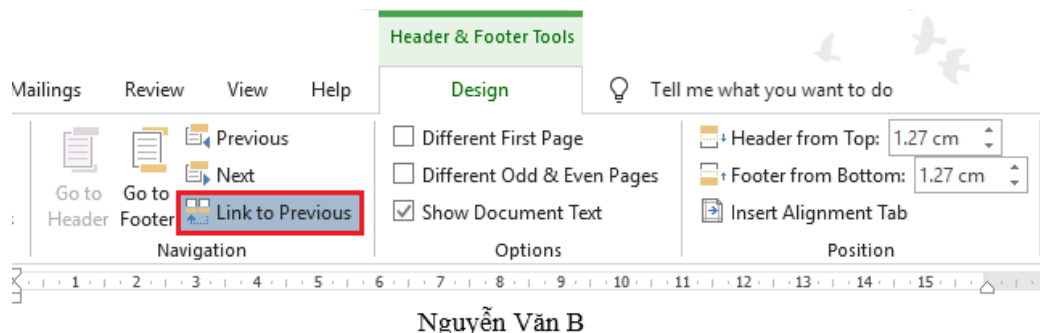 Header & Footer Tools
Mailings Review View Help Design Tell me what you want to do
Previous Different First Page Header from Top: 1.27 cm
Go to Header Go to Footer Next Different Odd & Even Pages Footer from Bottom: 1.27 cm
Link to Previous Show Document Text Insert Alignment Tab
Navigation Options Position
1 2 3 4 5 6 7 8 9 10 11 12 13 14 15
Nguyễn Văn B